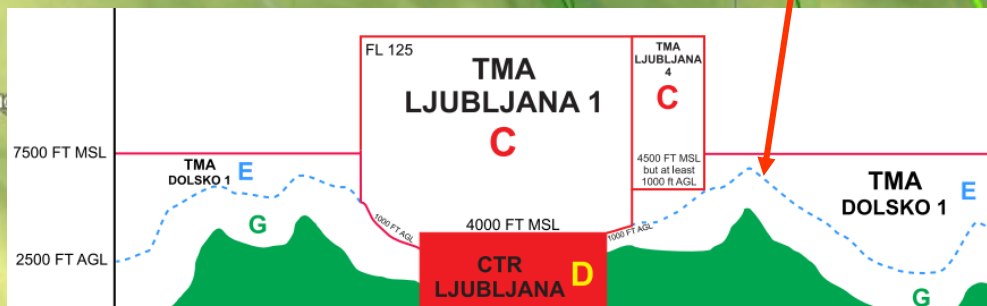 FL 125
TMA
LJUBLJANA 1
C
TMA
LJUBLJANA
4
C
4500 FT MSL
but at least
1000 ft AGL
7500 FT MSL
TMA
DOLSKO 1
E
G
2500 FT AGL
1000 FT AGL
4000 FT MSL
1000 FT AGL
CTR
LJUBLJANA
D
TMA
DOLSKO 1
E
G